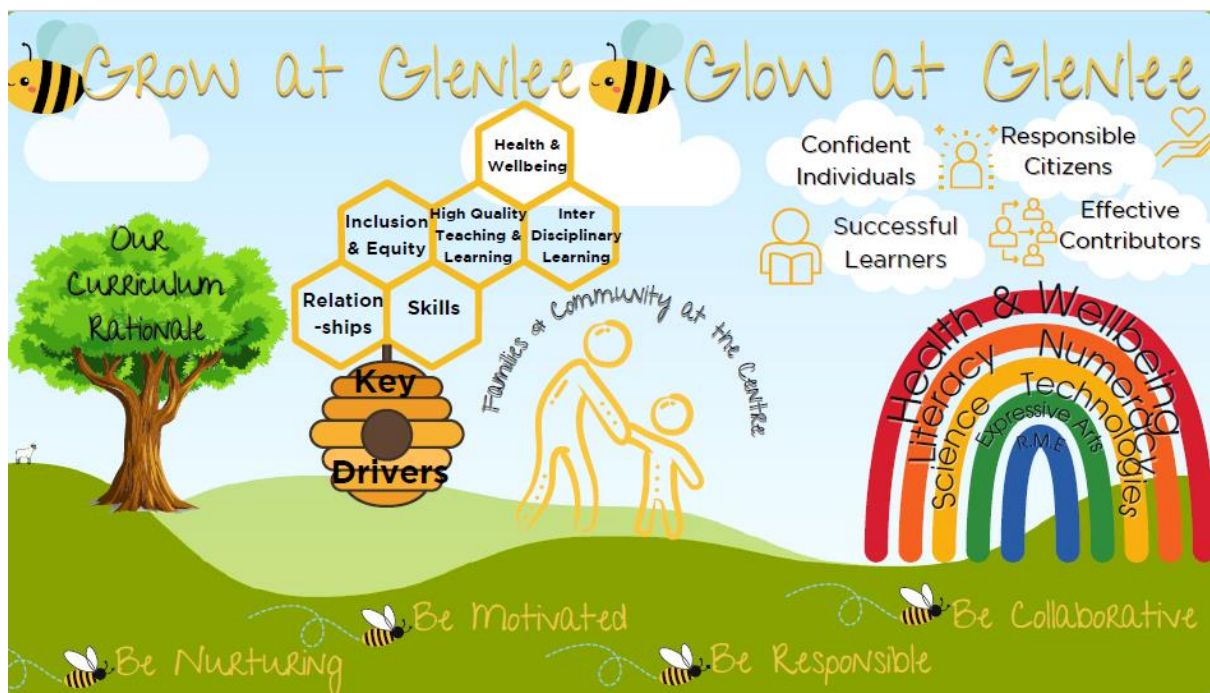 Grow at Glenlee
Glow at Glenlee
Our
Curriculum
Rationale
Health &
Wellbeing
Inclusion
& Equity
High Quality
Teaching &
Learning
Inter
Disciplinary
Learning
Relation
-ships
Skills
Key
Drivers
Families & Community at the Centre
Confident
Individuals
Responsible
Citizens
Successful
Learners
Effective
Contributors
Health & Wellbeing
Literacy Numeracy
Science Technologies
Expressive Arts
R.M.E
Be Motivated
Be Collaborative
Be Nurturing
Be Responsible